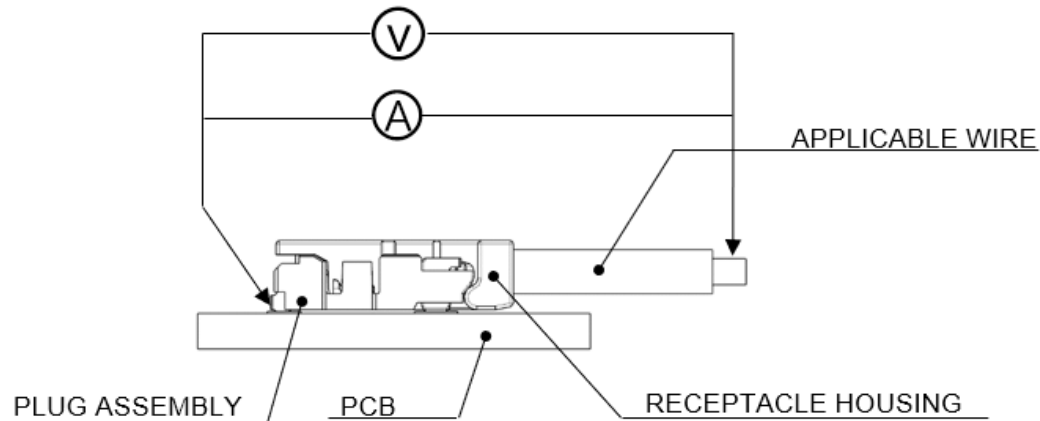 V
A
APPLICABLE WIRE
PLUG ASSEMBLY
PCB
RECEPTACLE HOUSING